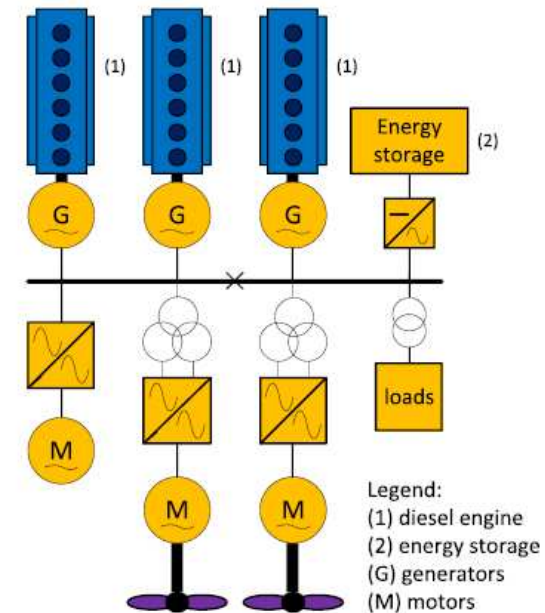 (1)
(1)
(1)
Energy
storage
(2)
G
G
G
loads
M
M
M
Legend:
(1) diesel engine
(2) energy storage
(G) generators
(M) motors